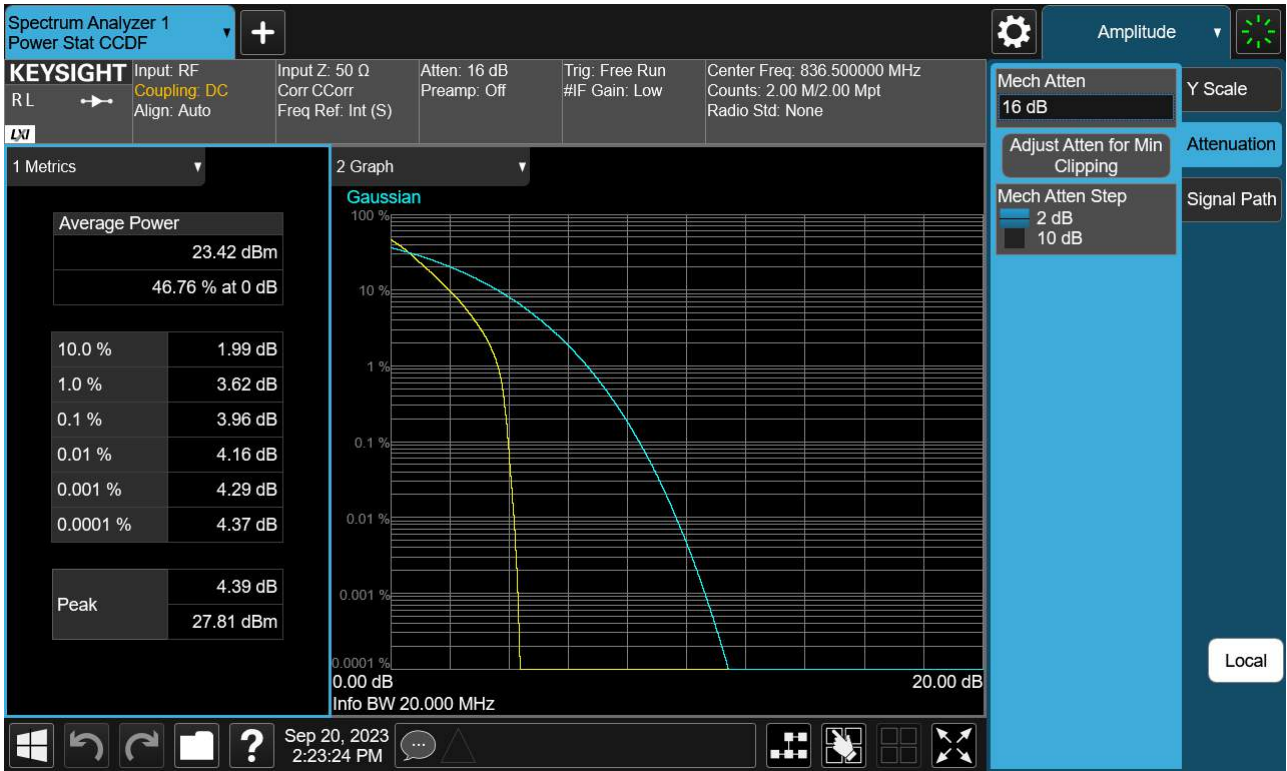 Spectrum Analyzer 1
Power Stat CCDF
▼
+
Amplitude
▼
KEYSIGHT
R L
LXI
Input: RF
Coupling: DC
Align: Auto
Input Z: 50 Ω
Corr CCorr
Freq Ref: Int (S)
Atten: 16 dB
Preamp: Off
Trig: Free Run
#IF Gain: Low
Center Freq: 836.500000 MHz
Counts: 2.00 M/2.00 Mpt
Radio Std: None
1 Metrics
▼
Average Power
23.42 dBm
46.76 % at 0 dB
10.0 % 1.99 dB
1.0 % 3.62 dB
0.1 % 3.96 dB
0.01 % 4.16 dB
0.001 % 4.29 dB
0.0001 % 4.37 dB
Peak
4.39 dB
27.81 dBm
2 Graph
▼
Gaussian
100 %
10 %
1 %
0.1 %
0.01 %
0.001 %
0.0001 %
0.00 dB 20.00 dB
Info BW 20.000 MHz
Mech Atten
16 dB
Adjust Atten for Min
Clipping
Mech Atten Step
2 dB
10 dB
Y Scale
Attenuation
Signal Path
Local
?
Sep 20, 2023
2:23:24 PM